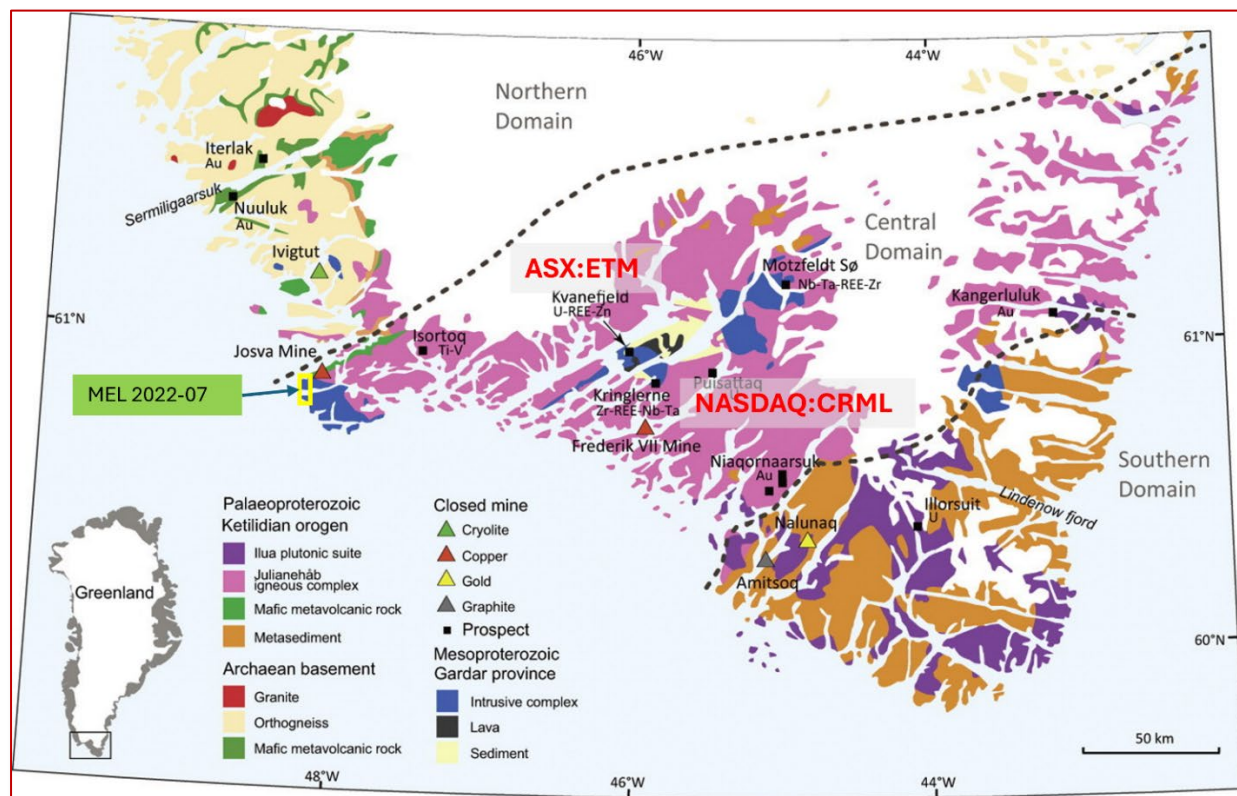 46°W
44°W
Northern
Domain
Iterlak
Au
Sermiligaarsuk
Nuuluk
Au
Ivigtut
Central
Domain
ASX:ETM
Motzfeldt Sø
Nb-Ta-REE-Zr
Kvanefjeld
U-REE-Zn
Kangerluluk
Au
61°N
61°N
Isortoq
Ti-V
Josva Mine
MEL 2022-07
Puisattaq
U
Kringlerne
Zr-REE-Nb-Ta
NASDAQ:CRML
Frederik VII Mine
Niaqornaarsuk
Au
Southern
Domain
Lindenow fjord
Illorsuit
U
Nalunaq
Amitsoq
60°N
Greenland
Palaeoproterozoic
Ketilidian orogen
Ilua plutonic suite
Julianehåb
igneous complex
Mafic metavolcanic rock
Metasediment
Archaean basement
Granite
Orthogneiss
Mafic metavolcanic rock
Closed mine
Cryolite
Copper
Gold
Graphite
Prospect
Mesoproterozoic
Gardar province
Intrusive complex
Lava
Sediment
50 km
48°W
46°W
44°W